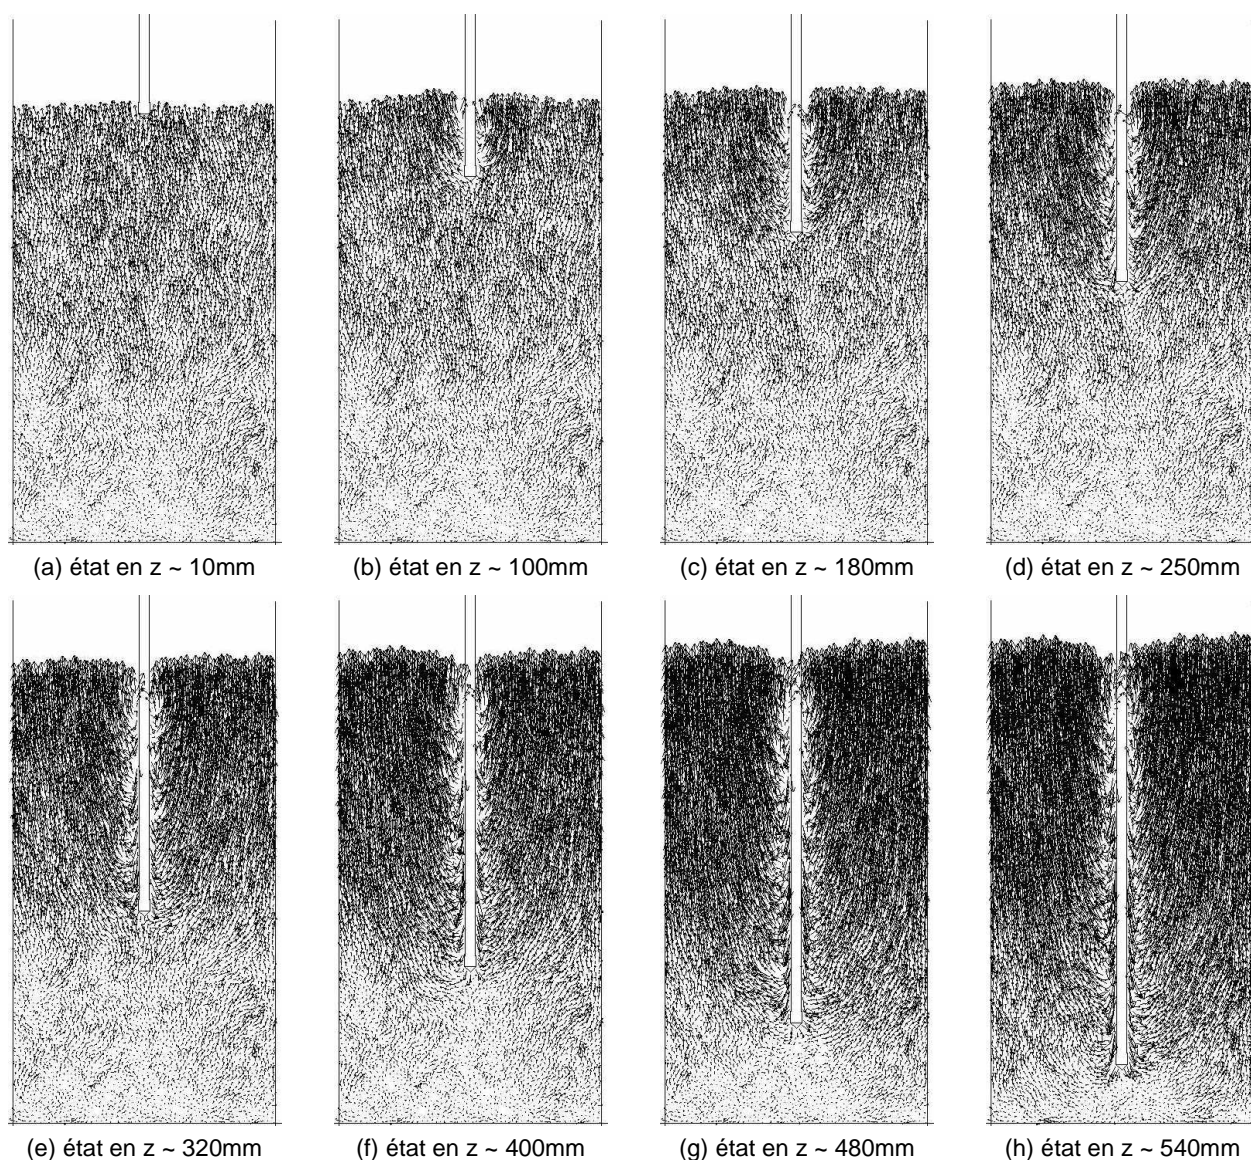 (a) état en z ~ 10mm
(b) état en z ~ 100mm
(c) état en z ~ 180mm
(d) état en z ~ 250mm
(e) état en z ~ 320mm
(f) état en z ~ 400mm
(g) état en z ~ 480mm
(h) état en z ~ 540mm